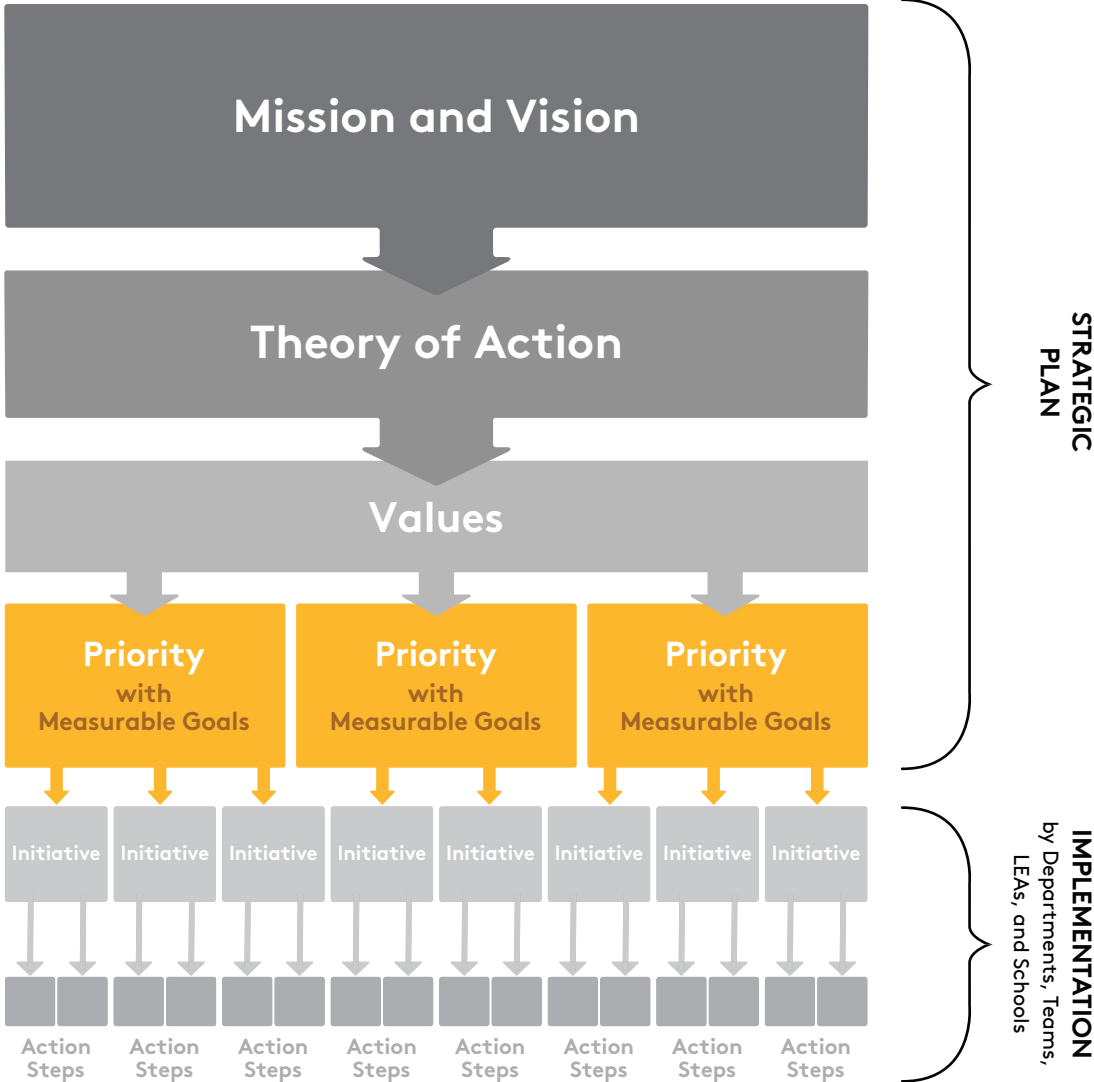 Mission and Vision
Theory of Action
Values
Priority
with
Measurable Goals
Priority
with
Measurable Goals
Priority
with
Measurable Goals
STRATEGIC
PLAN
Initiative
Initiative
Initiative
Initiative
Initiative
Initiative
Initiative
Initiative
Action
Steps
Action
Steps
Action
Steps
Action
Steps
Action
Steps
Action
Steps
Action
Steps
Action
Steps
IMPLEMENTATION
by Departments, Teams,
LEAs, and Schools